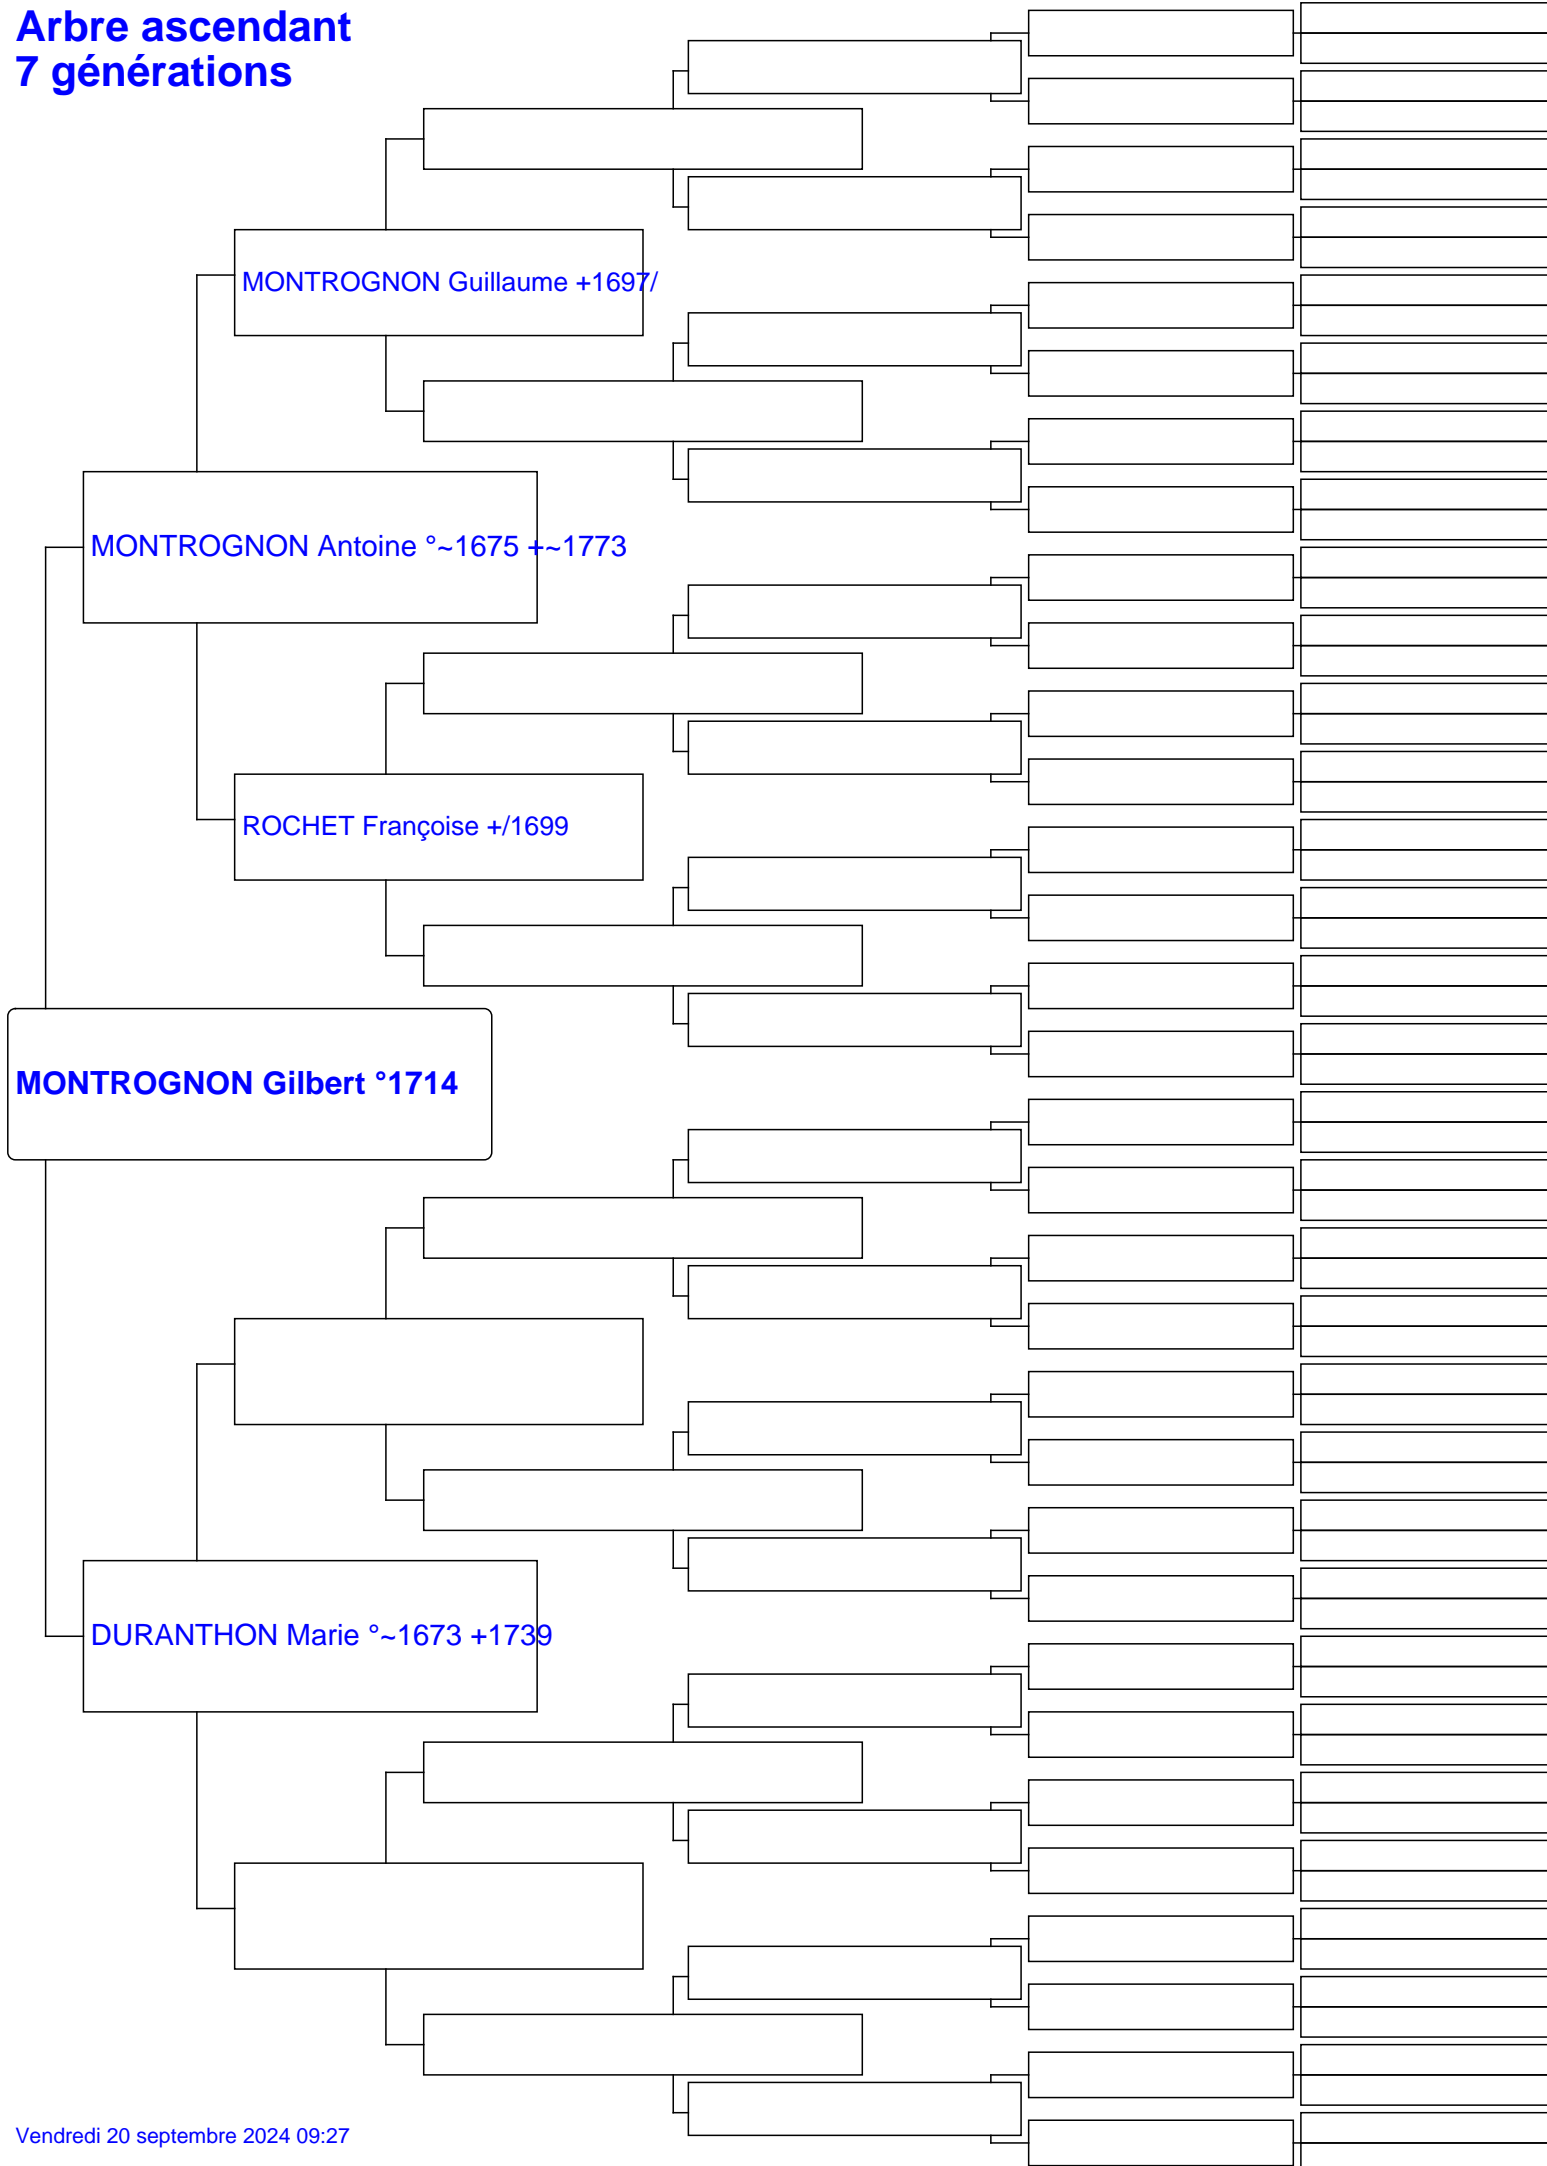 Arbre ascendant
7 générations
MONTROGNON Guillaume +1697/
MONTROGNON Antoine °~1675 +~1773
ROCHET Françoise +/1699
MONTROGNON Gilbert °1714
DURANTHON Marie °~1673 +1739
Vendredi 20 septembre 2024 09:27